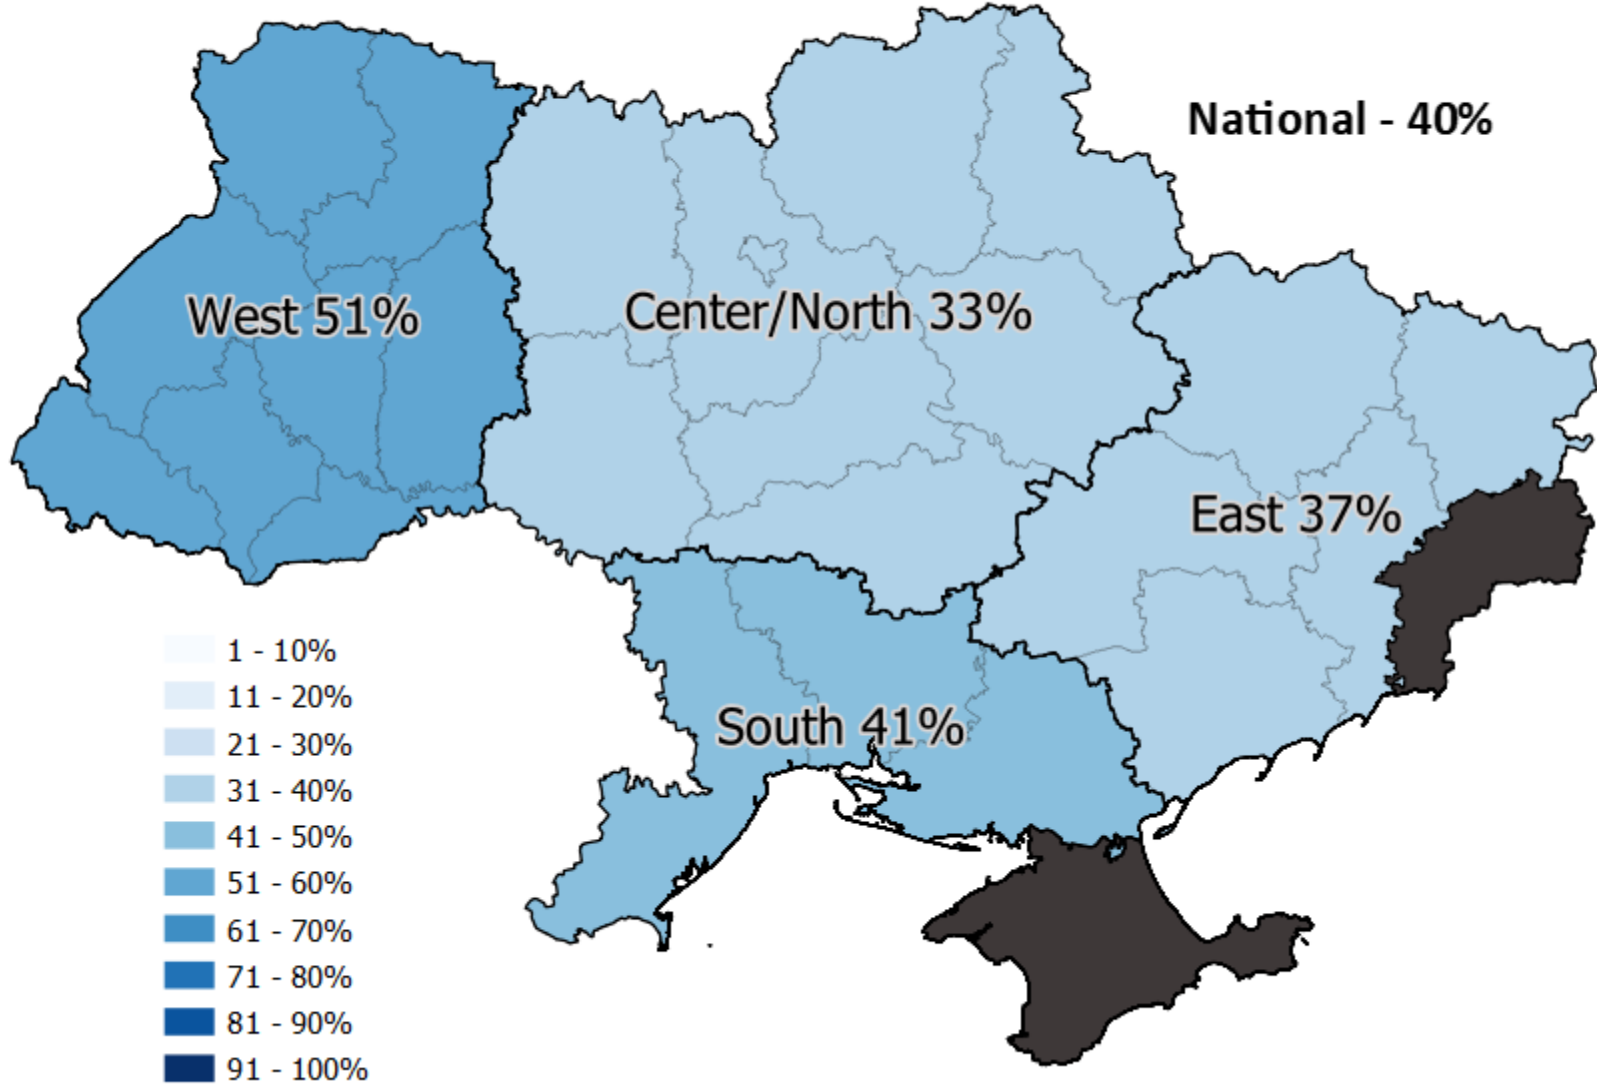 National - 40%
West 51%
Center/North 33%
East 37%
South 41%
1 - 10%
11 - 20%
21 - 30%
31 - 40%
41 - 50%
51 - 60%
61 - 70%
71 - 80%
81 - 90%
91 - 100%